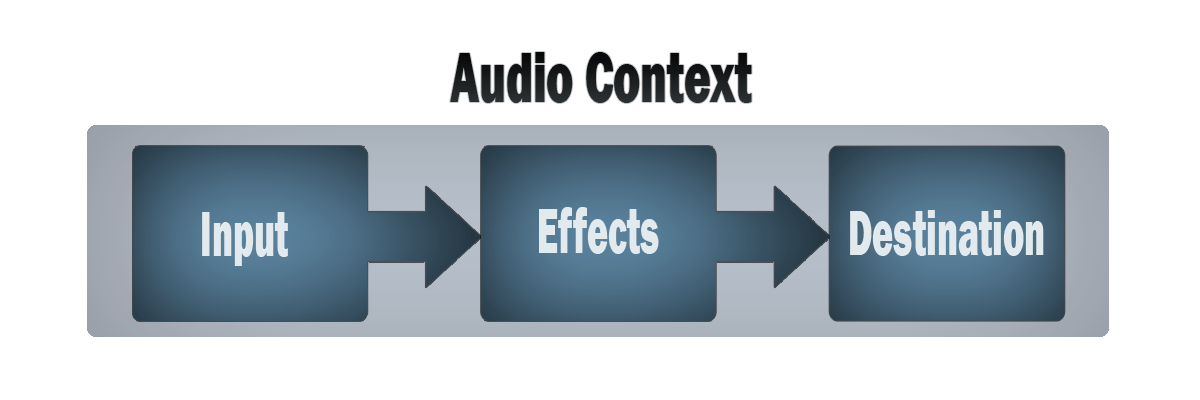 Audio Context
Input
Effects
Destination